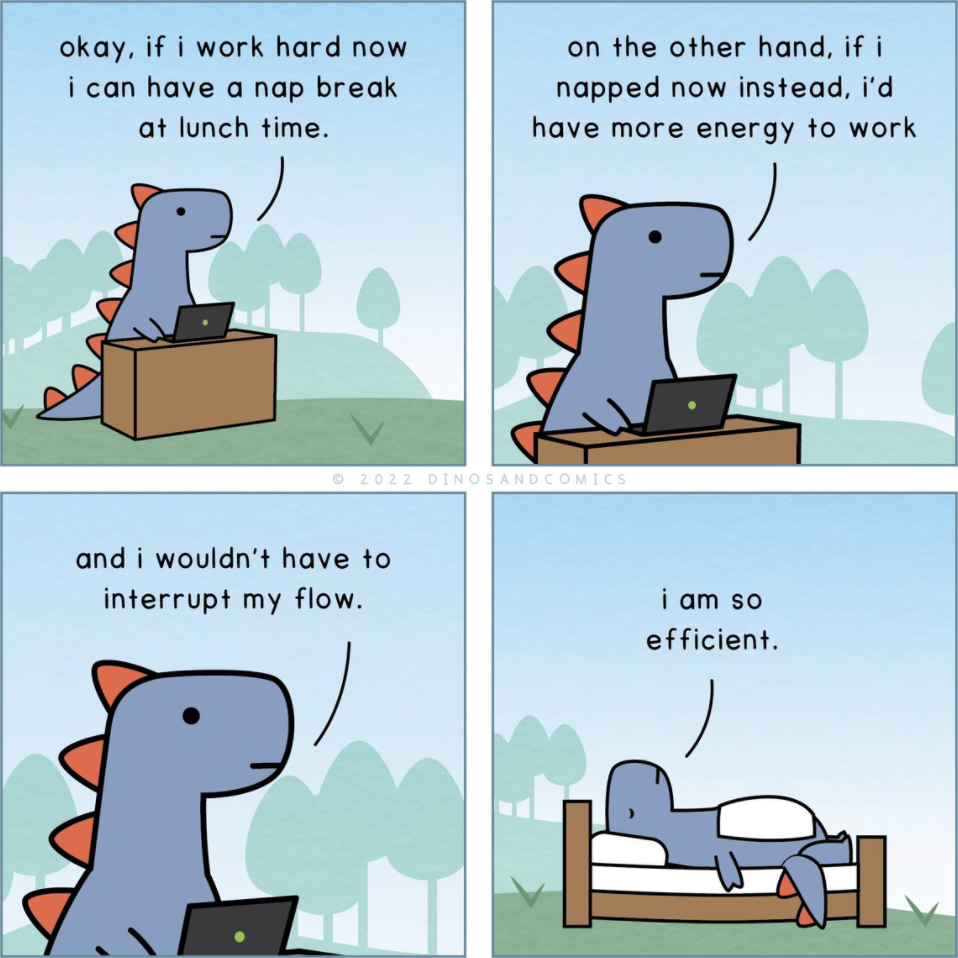 okay, if i work hard now
i can have a nap break
at lunch time.
on the other hand, if i
napped now instead, i'd
have more energy to work
© 2022 DINOSANDCOMICS
and i wouldn't have to
interrupt my flow.
i am so
efficient.